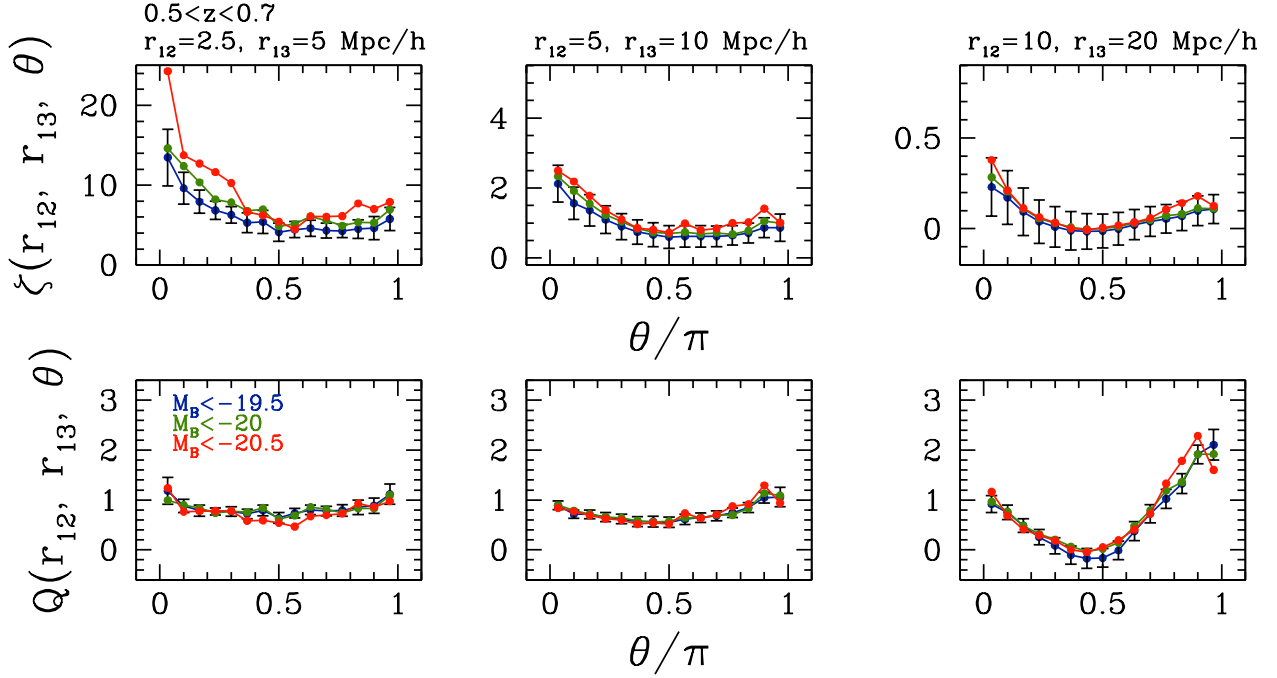 0.5<z<0.7
r12=2.5, r13=5 Mpc/h
r12=5, r13=10 Mpc/h
r12=10, r13=20 Mpc/h
ζ(r12, r13, θ)
20
10
0
0 0.5 1
4
2
0
0 0.5 1
θ/π
0.5
0
0 0.5 1
Q(r12, r13, θ)
3
2
1
0
MB<-19.5
MB<-20
MB<-20.5
0 0.5 1
3
2
1
0
0 0.5 1
θ/π
3
2
1
0
0 0.5 1